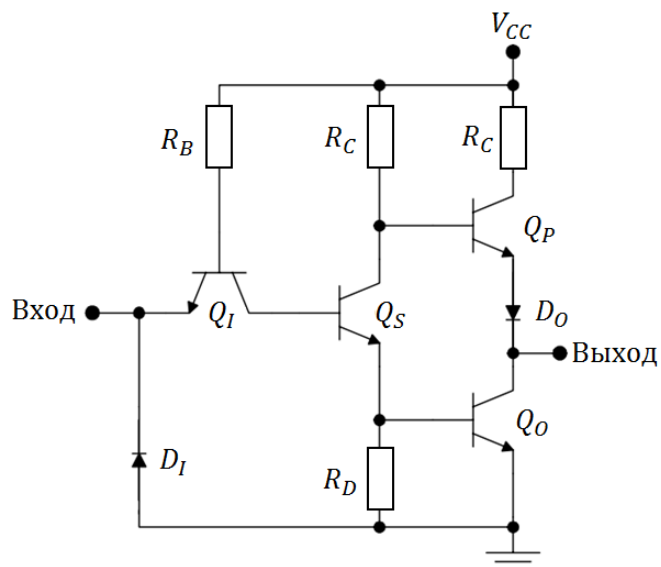 V_CC
R_B
R_C
R_C
Q_P
Вход
Q_I
Q_S
D_O
Выход
Q_O
D_I
R_D